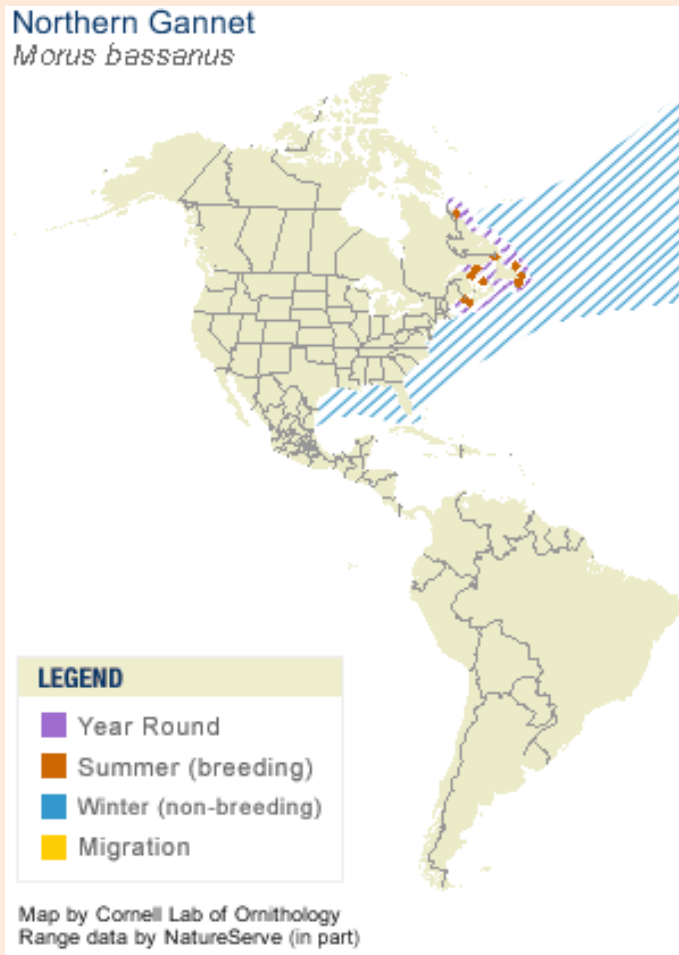 Northern Gannet
Morus bassanus
LEGEND
Year Round
Summer (breeding)
Winter (non-breeding)
Migration
Map by Cornell Lab of Ornithology
Range data by NatureServe (in part)